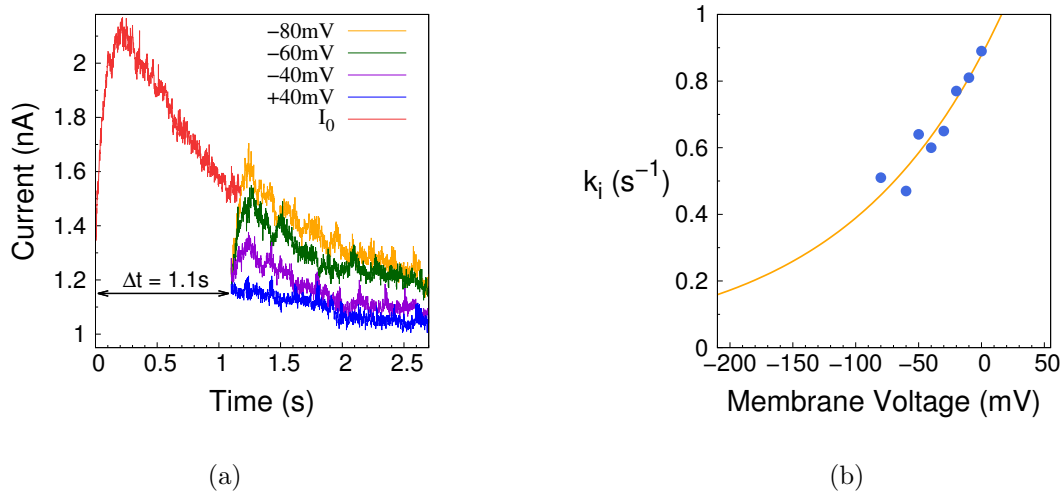 −80mV
−60mV
−40mV
+40mV
I0
Current (nA)
2
1.8
1.6
1.4
1.2
1
Δt = 1.1s
0 0.5 1 1.5 2 2.5
Time (s)
(a)
ki (s−1)
1
0.8
0.6
0.4
0.2
0
−200 −150 −100 −50 0 50
Membrane Voltage (mV)
(b)